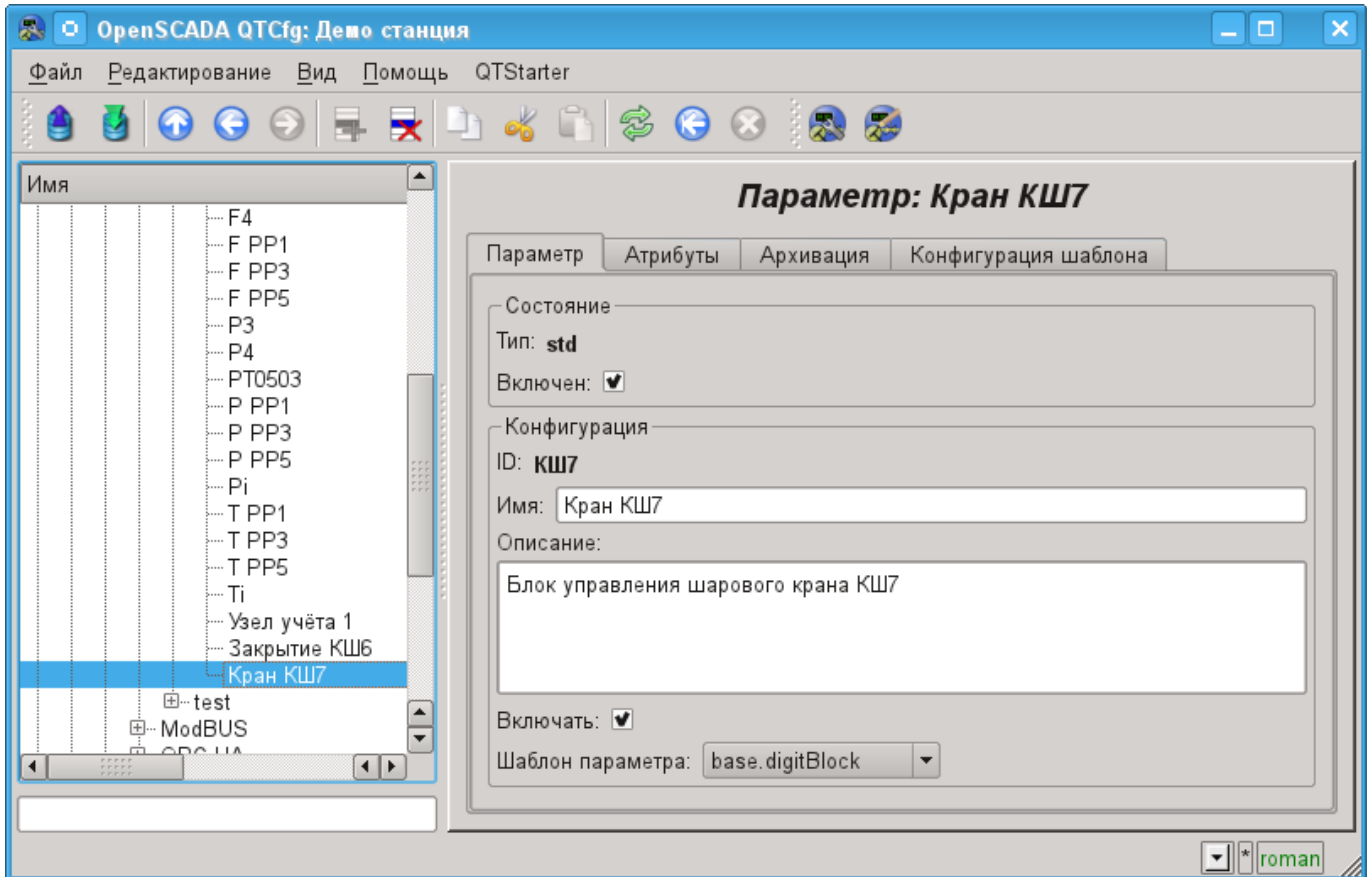 OpenSCADA QTCfg: Демо станция
Файл Редактирование Вид Помощь QTStarter
Имя
F4
F PP1
F PP3
F PP5
P3
P4
PT0503
P PP1
P PP3
P PP5
Pi
T PP1
T PP3
T PP5
Ti
Узел учёта 1
Закрытие КШ6
Кран КШ7
test
ModBUS
Параметр: Кран КШ7
Параметр Атрибуты Архивация Конфигурация шаблона
Состояние
Тип: std
Включен:
Конфигурация
ID: КШ7
Имя: Кран КШ7
Описание:
Блок управления шарового крана КШ7
Включать:
Шаблон параметра: base.digitBlock
* roman